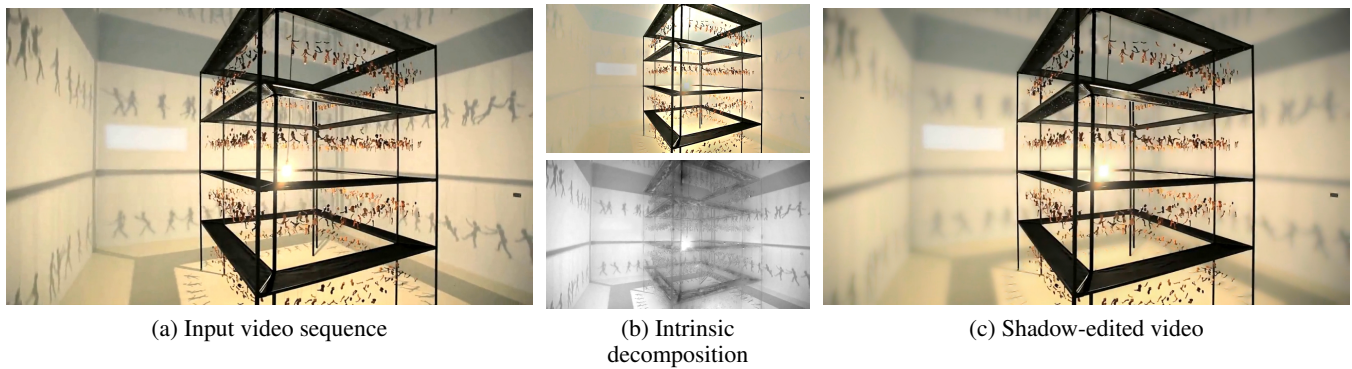 (a) Input video sequence
(b) Intrinsic
decomposition
(c) Shadow-edited video